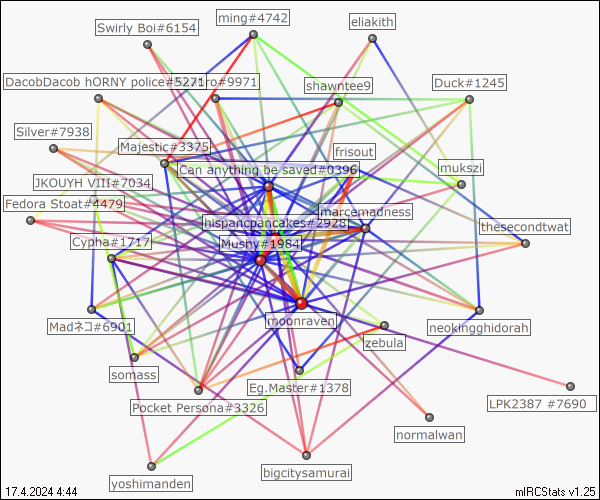 ming#4742
eliakith
Swirly Boi#6154
DacobDacob hORNY police#5271
ro#9971
shawntee9
Duck#1245
Silver#7938
Majestic#3375
frisout
Can anything be saved#0396
mukszi
JKOUYH VIII#7034
Fedora Stoat#4479
marcemadness
hispancpancakes#2928
thesecondtwat
Cypha#1717
Mushy#1984
moonraven
Madネコ#6901
neokingghidorah
zebula
somass
Eg.Master#1378
Pocket Persona#3326
LPK2387 #7690
normalwan
bigcitysamurai
yoshimanden
17.4.2024 4:44
mIRCStats v1.25